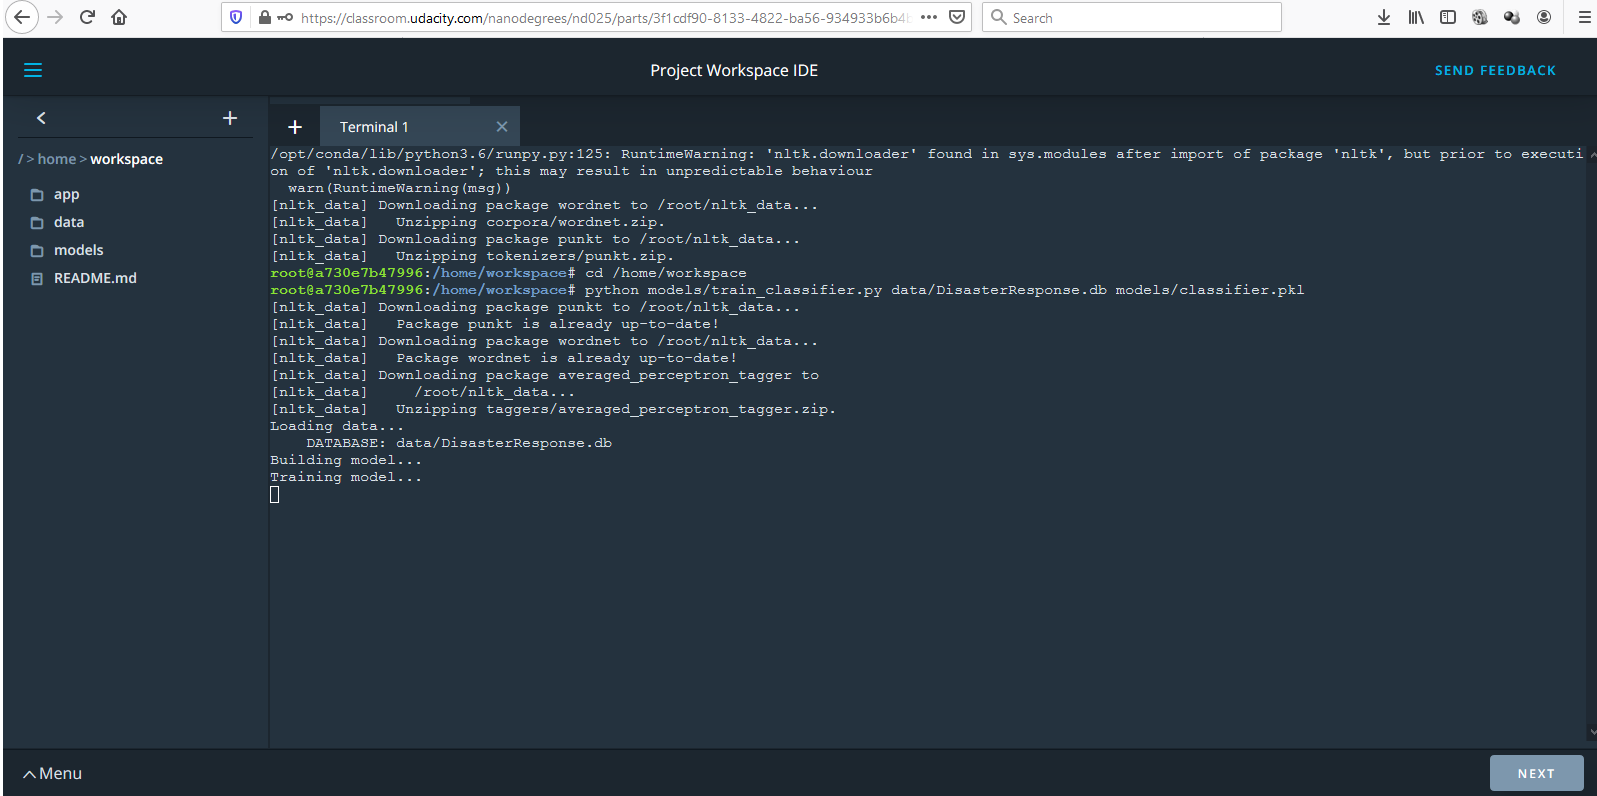 https://classroom.udacity.com/nanodegrees/nd025/parts/3f1cdf90-8133-4822-ba56-934933b6b4b
Search
Project Workspace IDE
SEND FEEDBACK
/ > home > workspace
app
data
models
README.md
Terminal 1
/opt/conda/lib/python3.6/runpy.py:125: RuntimeWarning: 'nltk.downloader' found in sys.modules after import of package 'nltk', but prior to executi
on of 'nltk.downloader'; this may result in unpredictable behaviour
  warn(RuntimeWarning(msg))
[nltk_data] Downloading package wordnet to /root/nltk_data...
[nltk_data]   Unzipping corpora/wordnet.zip.
[nltk_data] Downloading package punkt to /root/nltk_data...
[nltk_data]   Unzipping tokenizers/punkt.zip.
root@a730e7b47996:/home/workspace# cd /home/workspace
root@a730e7b47996:/home/workspace# python models/train_classifier.py data/DisasterResponse.db models/classifier.pkl
[nltk_data] Downloading package punkt to /root/nltk_data...
[nltk_data]   Package punkt is already up-to-date!
[nltk_data] Downloading package wordnet to /root/nltk_data...
[nltk_data]   Package wordnet is already up-to-date!
[nltk_data] Downloading package averaged_perceptron_tagger to
[nltk_data]     /root/nltk_data...
[nltk_data]   Unzipping taggers/averaged_perceptron_tagger.zip.
Loading data...
    DATABASE: data/DisasterResponse.db
Building model...
Training model...
Menu
NEXT